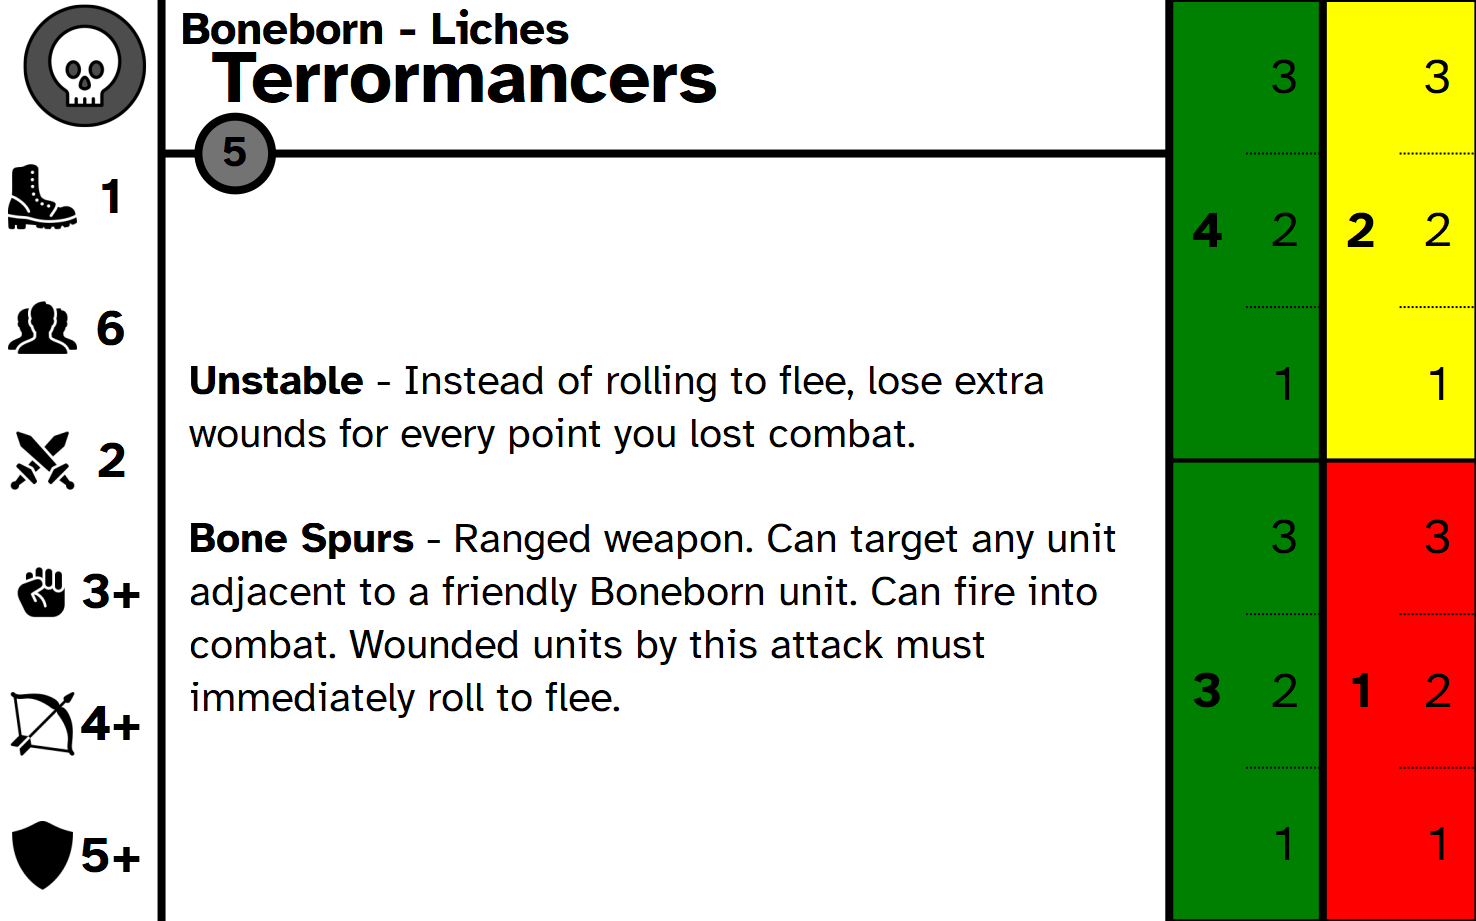 Boneborn - Liches
Terrormancers
5
1
6
2
3+
4+
5+
Unstable - Instead of rolling to flee, lose extra
wounds for every point you lost combat.
Bone Spurs - Ranged weapon. Can target any unit
adjacent to a friendly Boneborn unit. Can fire into
combat. Wounded units by this attack must
immediately roll to flee.
4
3
2
1
2
3
2
1
3
3
2
1
1
3
2
1